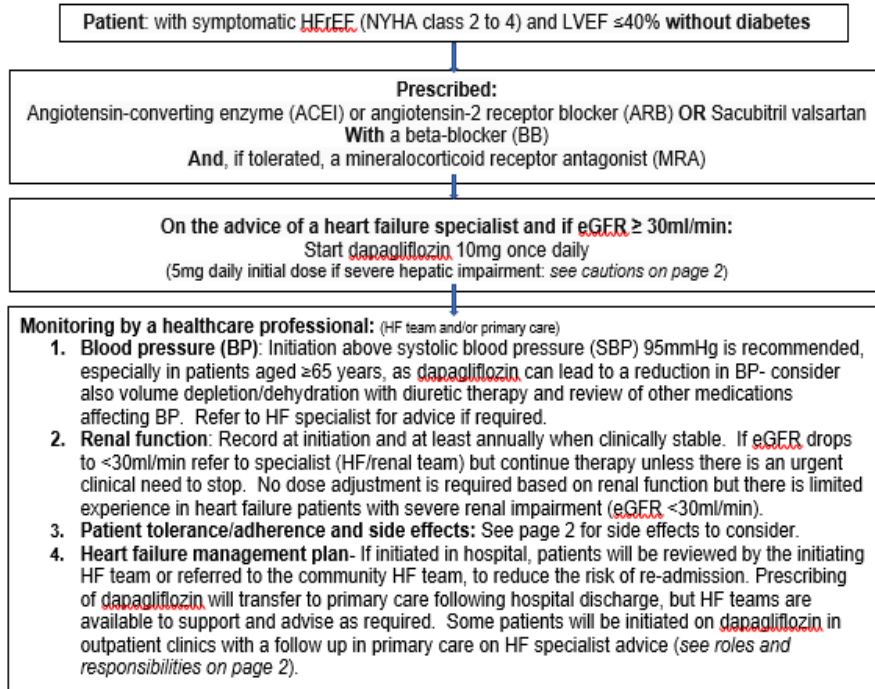 Patient: with symptomatic HFrEF (NYHA class 2 to 4) and LVEF ≤40% without diabetes
Prescribed:
Angiotensin-converting enzyme (ACEI) or angiotensin-2 receptor blocker (ARB) OR Sacubitril valsartan
With a beta-blocker (BB)
And, if tolerated, a mineralocorticoid receptor antagonist (MRA)
On the advice of a heart failure specialist and if eGFR ≥ 30ml/min:
Start dapagliflozin 10mg once daily
(5mg daily initial dose if severe hepatic impairment: see cautions on page 2)
Monitoring by a healthcare professional: (HF team and/or primary care)
1. Blood pressure (BP): Initiation above systolic blood pressure (SBP) 95mmHg is recommended,
especially in patients aged ≥65 years, as dapagliflozin can lead to a reduction in BP- consider
also volume depletion/dehydration with diuretic therapy and review of other medications
affecting BP. Refer to HF specialist for advice if required.
2. Renal function: Record at initiation and at least annually when clinically stable. If eGFR drops
to <30ml/min refer to specialist (HF/renal team) but continue therapy unless there is an urgent
clinical need to stop. No dose adjustment is required based on renal function but there is limited
experience in heart failure patients with severe renal impairment (eGFR <30ml/min).
3. Patient tolerance/adherence and side effects: See page 2 for side effects to consider.
4. Heart failure management plan- If initiated in hospital, patients will be reviewed by the initiating
HF team or referred to the community HF team, to reduce the risk of re-admission. Prescribing
of dapagliflozin will transfer to primary care following hospital discharge, but HF teams are
available to support and advise as required. Some patients will be initiated on dapagliflozin in
outpatient clinics with a follow up in primary care on HF specialist advice (see roles and
responsibilities on page 2).